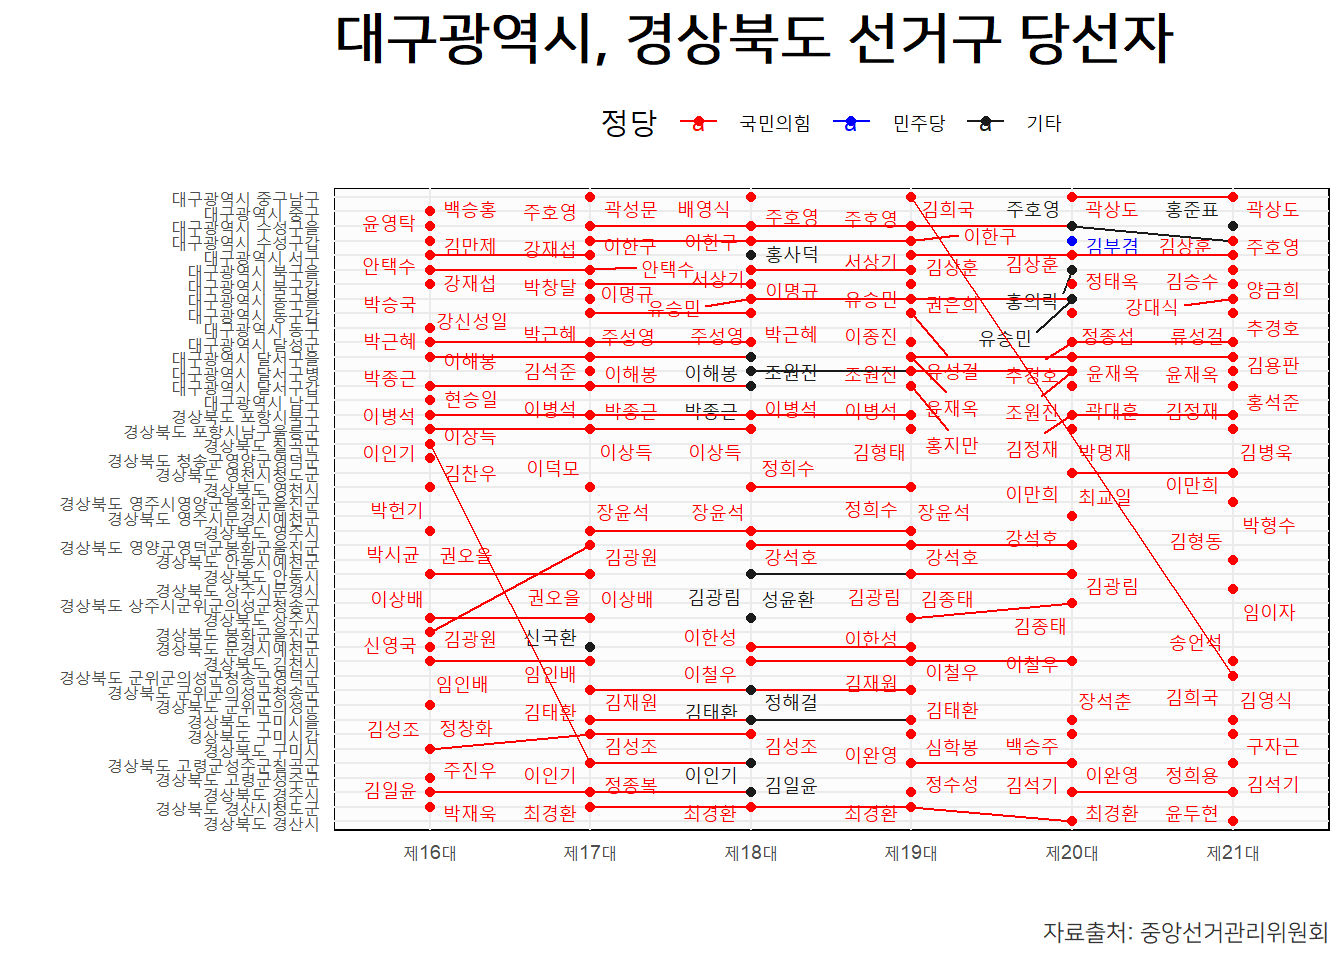 대구광역시, 경상북도 선거구 당선자
정당 a 국민의힘 a 민주당 a 기타
대구광역시 중구남구
대구광역시 중구
대구광역시 수성구을
대구광역시 수성구갑
대구광역시 서구
대구광역시 북구을
대구광역시 북구갑
대구광역시 동구을
대구광역시 동구갑
대구광역시 동구
대구광역시 달성군
대구광역시 달서구을
대구광역시 달서구병
대구광역시 달서구갑
대구광역시 남구
경상북도 포항시북구
경상북도 포항시남구울릉군
경상북도 칠곡군
경상북도 청송군영양군영덕군
경상북도 영천시청도군
경상북도 영천시
경상북도 영주시영양군봉화군울진군
경상북도 영주시문경시예천군
경상북도 영주시
경상북도 영양군영덕군봉화군울진군
경상북도 안동시예천군
경상북도 안동시
경상북도 상주시문경시
경상북도 상주시군위군의성군청송군
경상북도 상주시
경상북도 봉화군울진군
경상북도 문경시예천군
경상북도 김천시
경상북도 군위군의성군청송군영덕군
경상북도 군위군의성군청송군
경상북도 군위군의성군
경상북도 구미시을
경상북도 구미시갑
경상북도 구미시
경상북도 고령군성주군칠곡군
경상북도 고령군성주군
경상북도 경주시
경상북도 경산시청도군
경상북도 경산시
윤영탁
백승홍
김만제
안택수
강재섭
박승국
강신성일
박근혜
이해봉
박종근
현승일
이병석
이상득
이인기
김찬우
박헌기
박시균
권오을
이상배
신영국
김광원
임인배
김성조
정창화
주진우
김일윤
박재욱
주호영
곽성문
강재섭
이한구
안택수
박창달
이명규
박근혜
주성영
김석준
이해봉
이병석
박종근
이상득
이덕모
장윤석
김광원
권오을
이상배
신국환
임인배
김재원
김태환
김성조
이인기
정종복
최경환
배영식
주호영
이한구
홍사덕
서상기
이명규
유승민
주성영
박근혜
이해봉
조원진
박종근
이병석
이상득
정희수
장윤석
강석호
김광림
성윤환
이한성
이철우
정해걸
김태환
김성조
이인기
김일윤
최경환
김희국
주호영
이한구
서상기
김상훈
유승민
권은희
이종진
조원진
유성걸
윤재옥
이병석
홍지만
김형태
정희수
장윤석
강석호
김광림
김종태
이한성
이철우
김재원
김태환
이완영
심학봉
정수성
최경환
주호영
곽상도
김부겸
김상훈
정태옥
홍의락
유승민
정종섭
추경호
윤재옥
조원진
곽대훈
김정재
박명재
이만희
최교일
강석호
김광림
김종태
이철우
장석춘
백승주
이완영
김석기
최경환
홍준표
곽상도
김상훈
주호영
김승수
양금희
강대식
추경호
류성걸
김용판
윤재옥
홍석준
김정재
김병욱
이만희
박형수
김형동
임이자
송언석
김희국
김영식
구자근
정희용
김석기
윤두현
제16대 제17대 제18대 제19대 제20대 제21대
자료출처: 중앙선거관리위원회